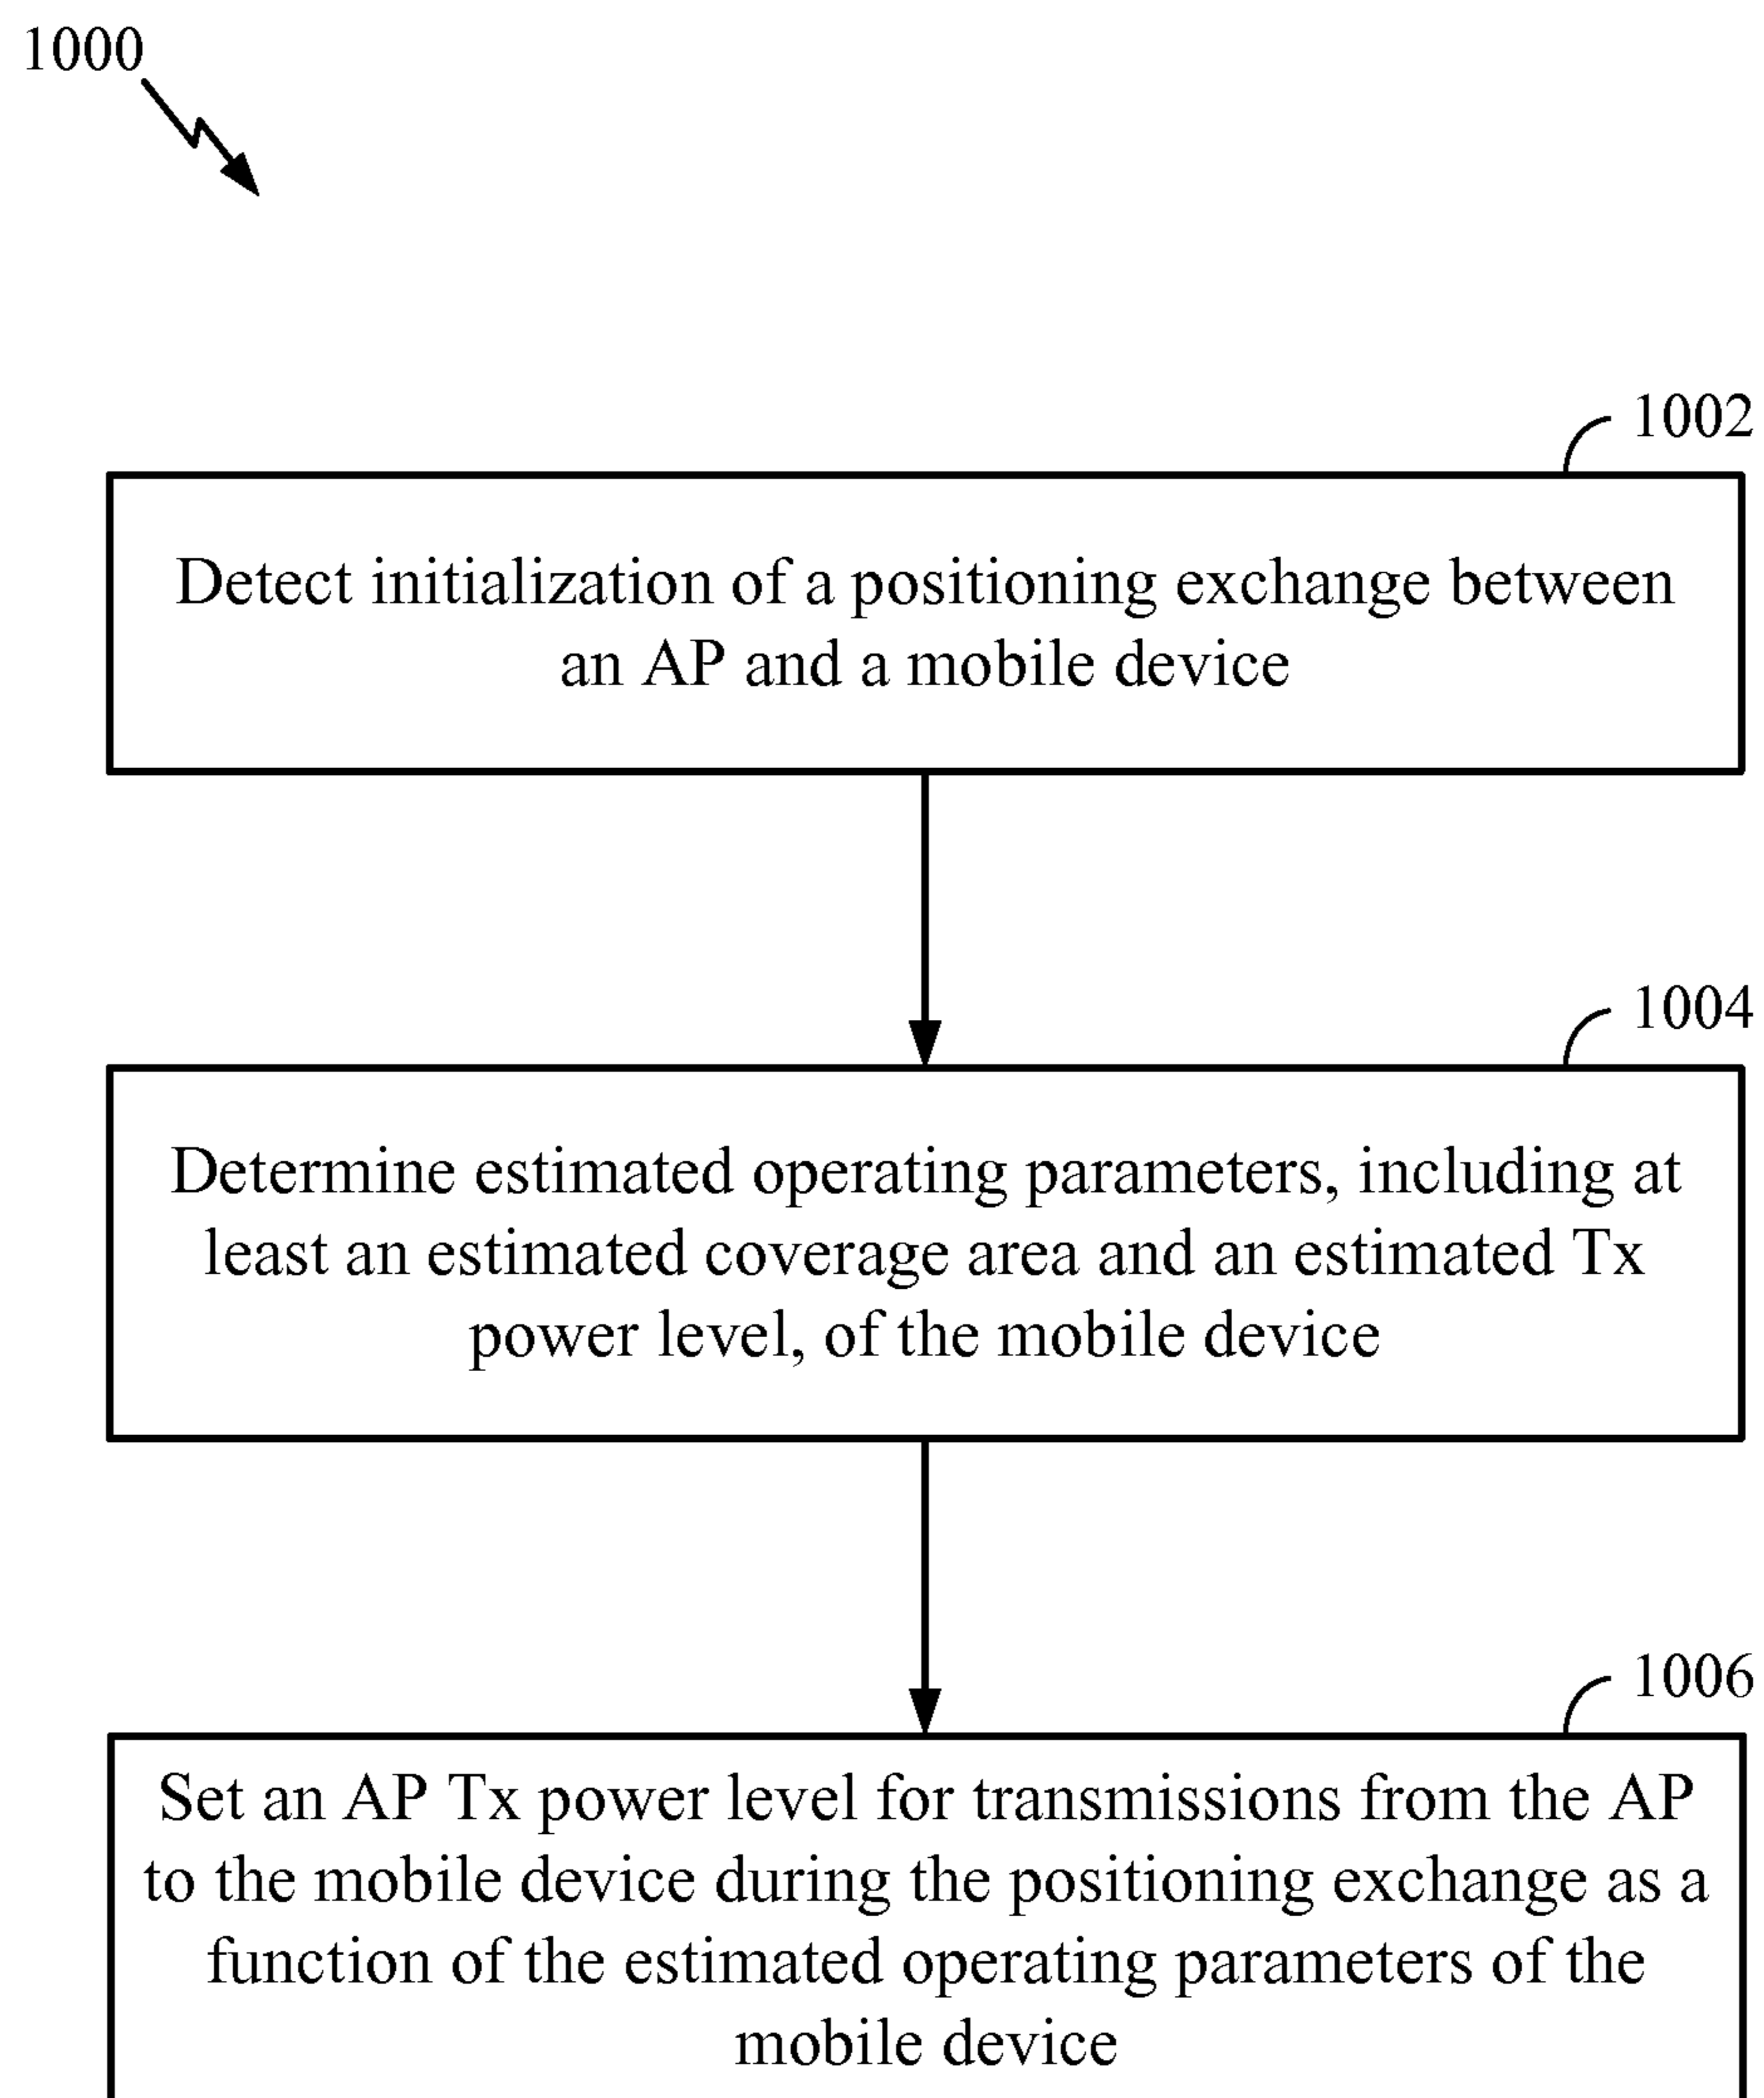 1000
1002
Detect initialization of a positioning exchange between
an AP and a mobile device
1004
Determine estimated operating parameters, including at
least an estimated coverage area and an estimated Tx
power level, of the mobile device
1006
Set an AP Tx power level for transmissions from the AP
to the mobile device during the positioning exchange as a
function of the estimated operating parameters of the
mobile device